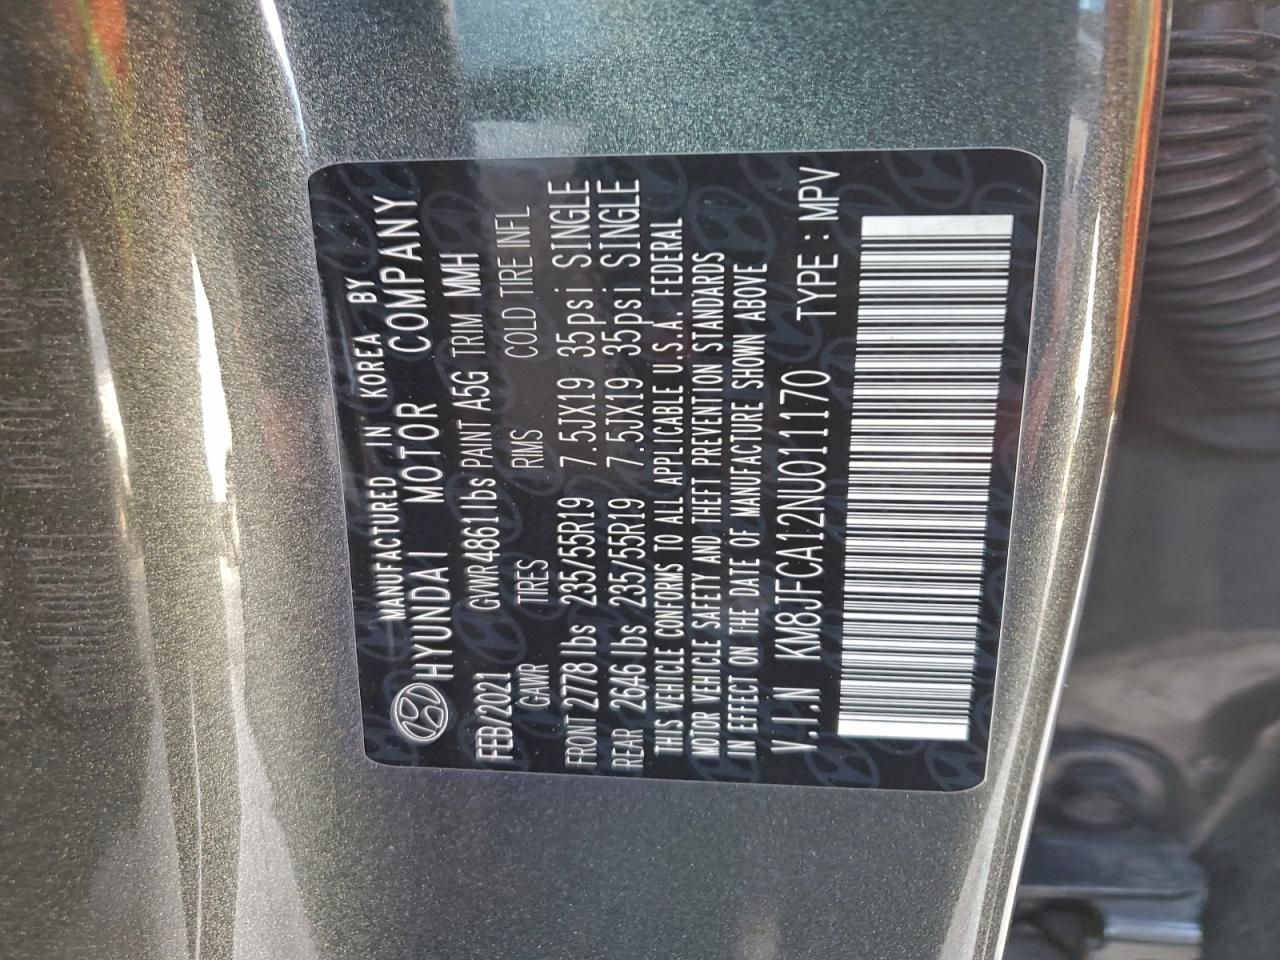 MANUFACTURED IN KOREA BY
HYUNDAI MOTOR COMPANY
FEB/2021 GVWR 4861 lbs PAINT A5G TRIM MMH
GAWR TIRES RIMS COLD TIRE INFL
FRONT 2778 lbs 235/55R19 7.5JX19 35psi SINGLE
REAR 2646 lbs 235/55R19 7.5JX19 35psi SINGLE
THIS VEHICLE CONFORMS TO ALL APPLICABLE U.S.A. FEDERAL
MOTOR VEHICLE SAFETY AND THEFT PREVENTION STANDARDS
IN EFFECT ON THE DATE OF MANUFACTURE SHOWN ABOVE
V.I.N KM8JFCA12NU011170 TYPE : MPV